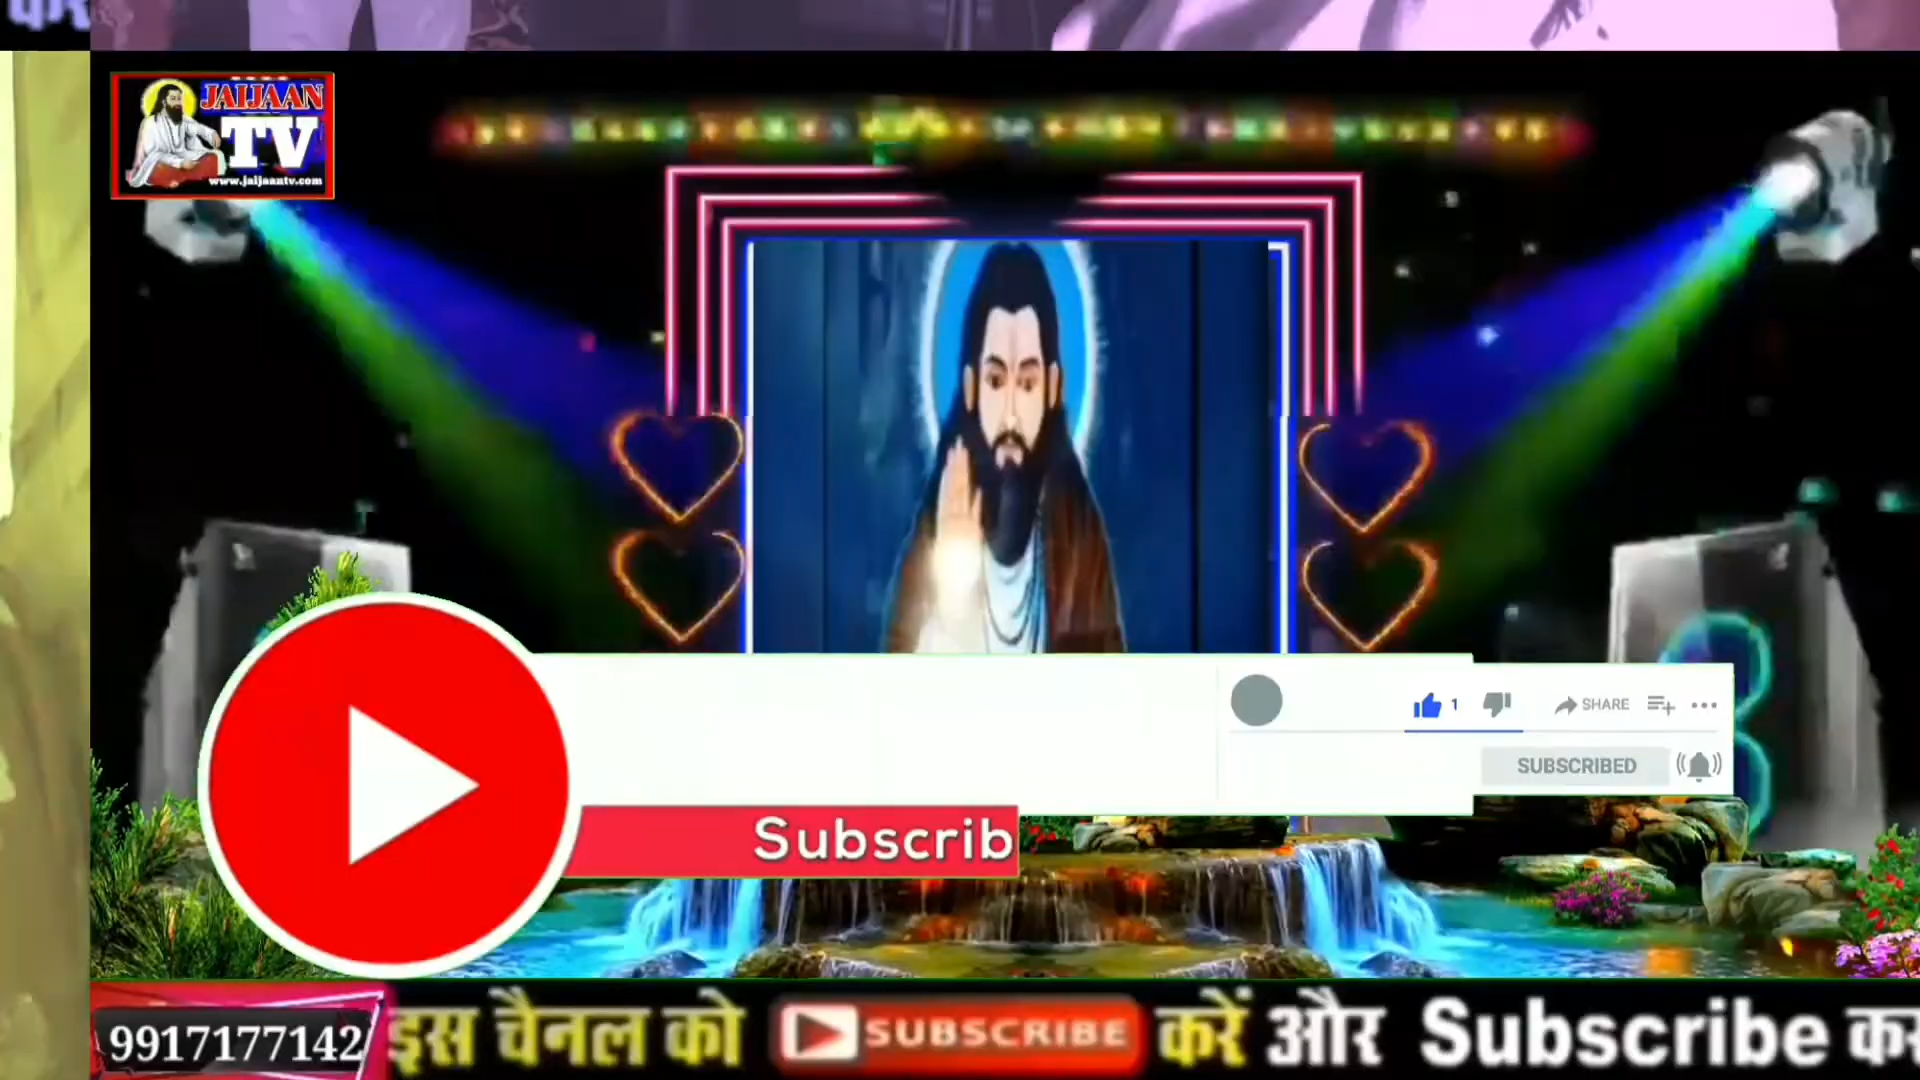 JAIJAAN
TV
www.jaijaantv.com
1
SHARE
SUBSCRIBED
Subscrib
9917177142
इस चैनल को SUBSCRIBE करें और Subscribe